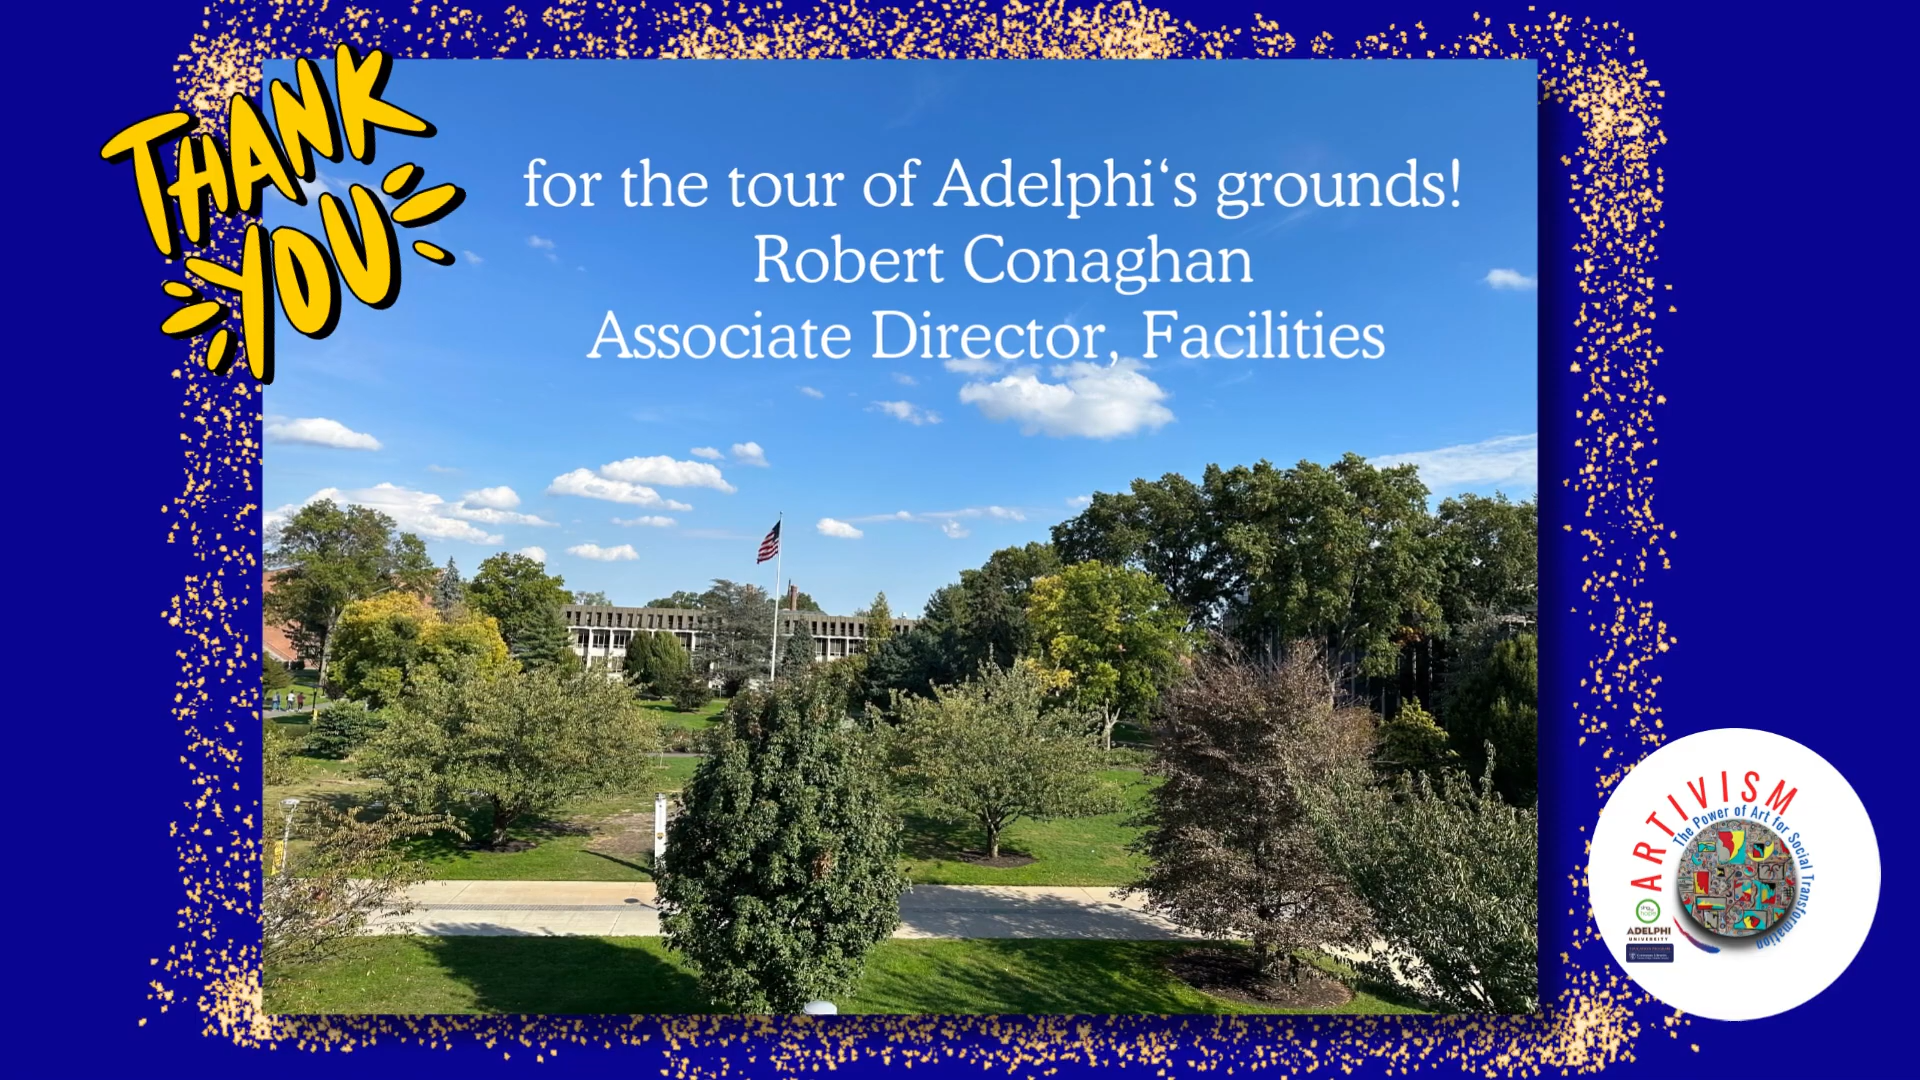 THANK
YOU
for the tour of Adelphi‘s grounds!
Robert Conaghan
Associate Director, Facilities
ARTIVISM
The Power of Art for Social Transformation
ADELPHI
UNIVERSITY